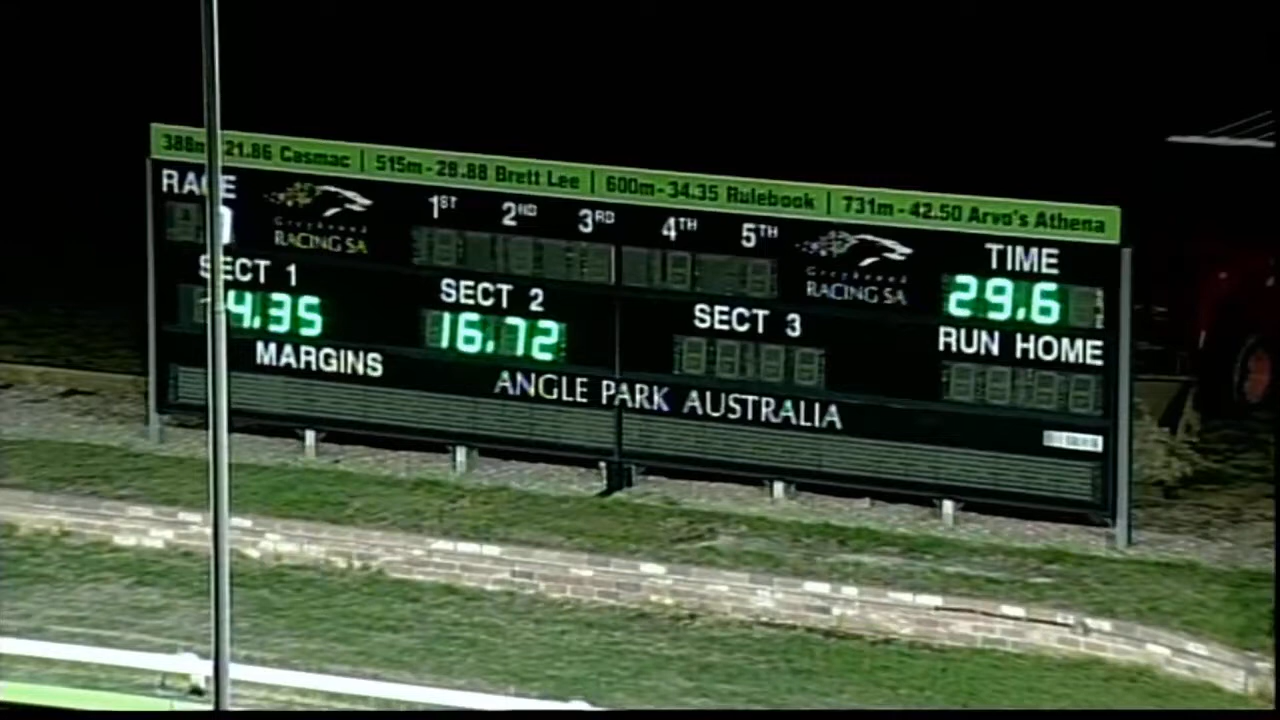 388m 21.86 Casmac | 515m-28.88 Brett Lee | 600m-34.35 Rulebook | 731m-42.50 Arvo's Athena
RACE
Greyhound
RACING SA
1ST 2ND 3RD 4TH 5TH
Greyhound
RACING SA
TIME
29.6
SECT 1
4.35
SECT 2
16.72
SECT 3
RUN HOME
MARGINS
ANGLE PARK AUSTRALIA